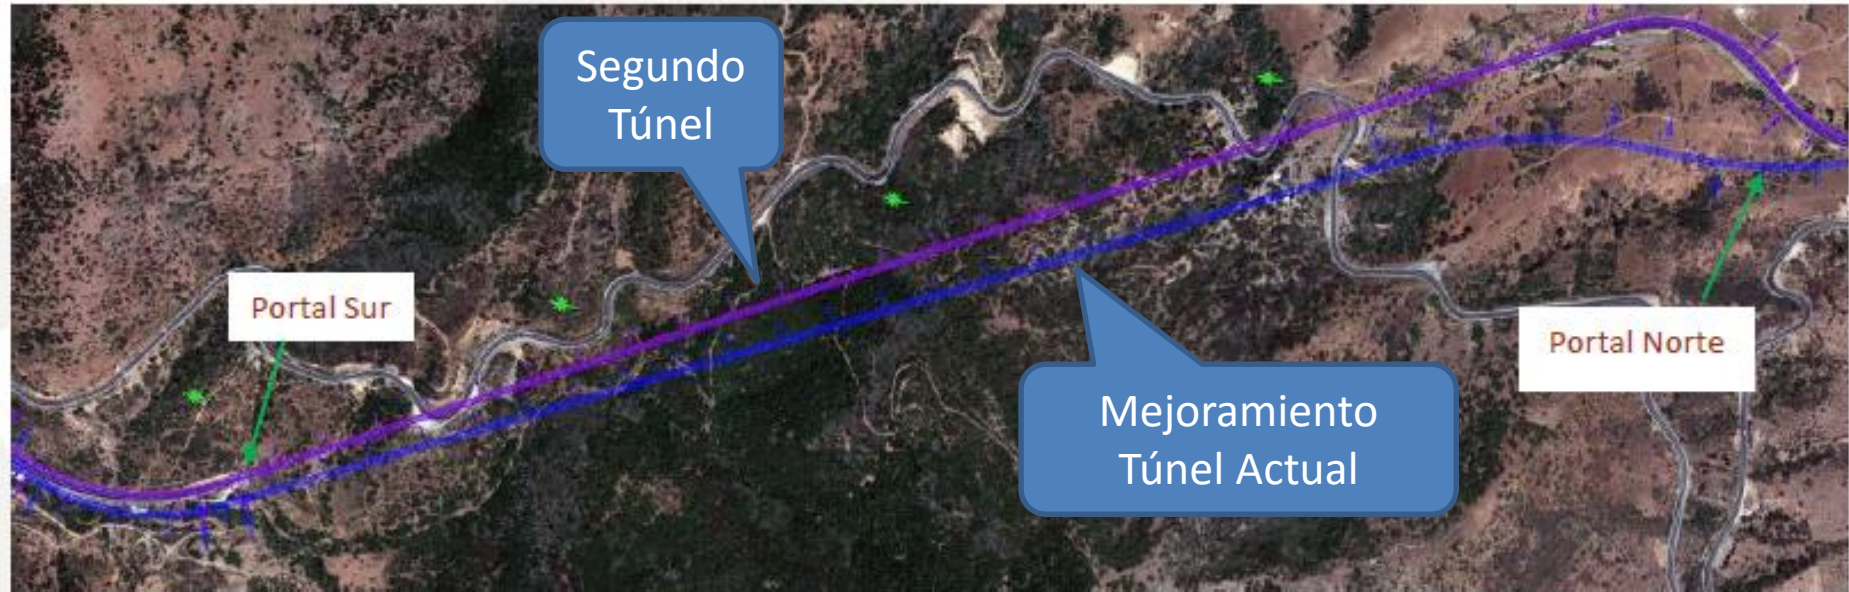 Segundo
Túnel
Portal Sur
Portal Norte
Mejoramiento
Túnel Actual